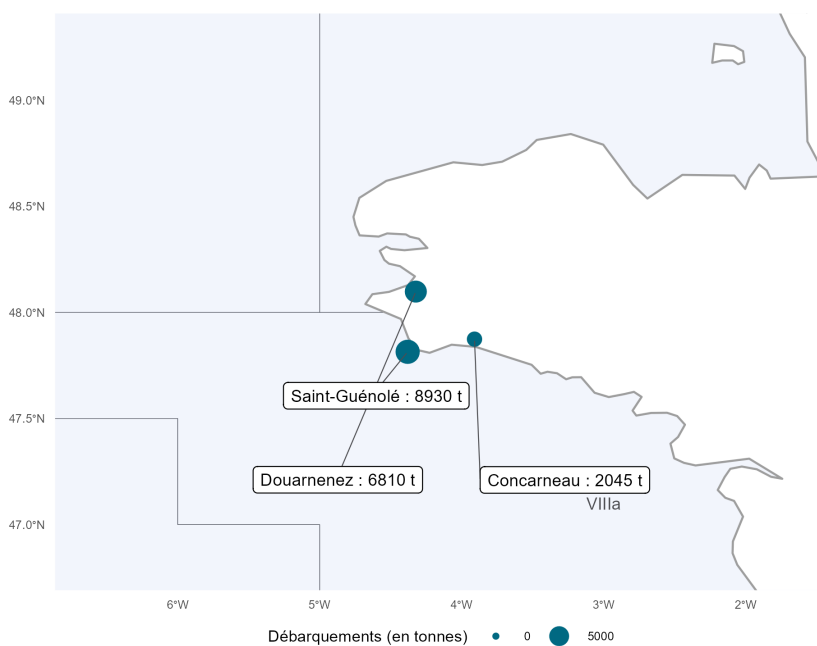 49.0°N
48.5°N
48.0°N
47.5°N
47.0°N
Saint-Guénolé : 8930 t
Douarnenez : 6810 t
Concarneau : 2045 t
VIIIa
6°W
5°W
4°W
3°W
2°W
Débarquements (en tonnes)
0
5000